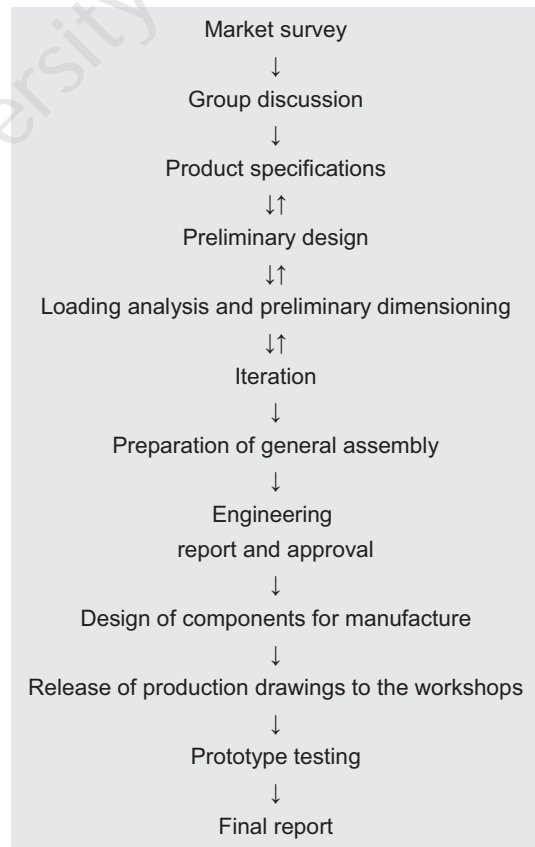 Market survey
↓
Group discussion
↓
Product specifications
↓↑
Preliminary design
↓↑
Loading analysis and preliminary dimensioning
↓↑
Iteration
↓
Preparation of general assembly
↓
Engineering
report and approval
↓
Design of components for manufacture
↓
Release of production drawings to the workshops
↓
Prototype testing
↓
Final report